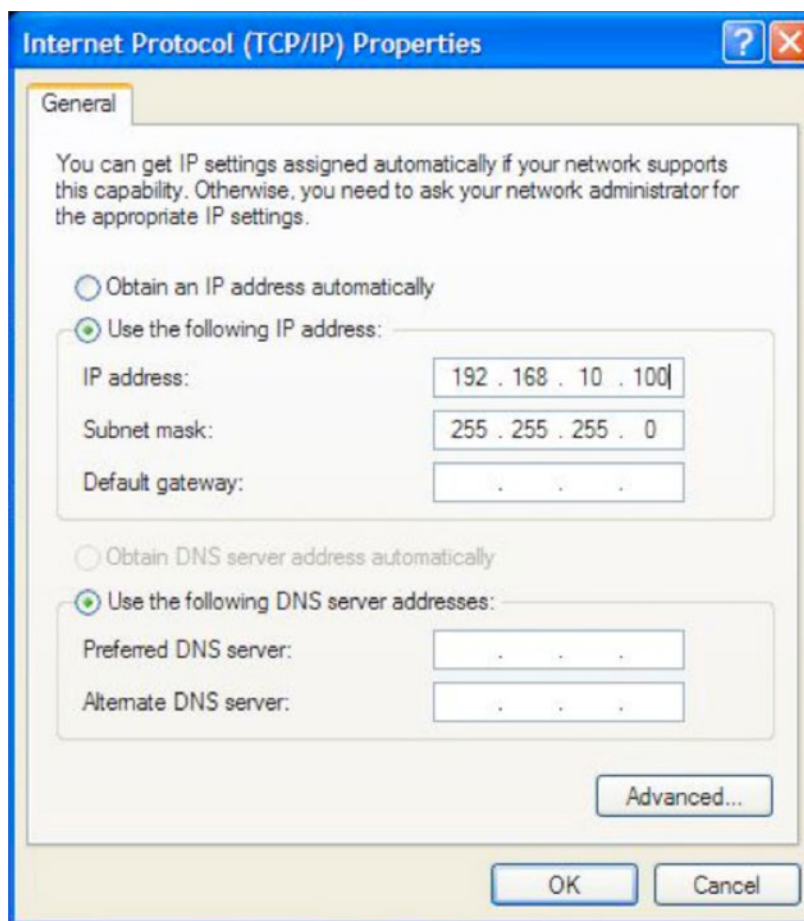 Internet Protocol (TCP/IP) Properties
?
General
You can get IP settings assigned automatically if your network supports
this capability. Otherwise, you need to ask your network administrator for
the appropriate IP settings.
Obtain an IP address automatically
Use the following IP address:
IP address: 192 . 168 . 10 . 100
Subnet mask: 255 . 255 . 255 . 0
Default gateway: . . .
Obtain DNS server address automatically
Use the following DNS server addresses:
Preferred DNS server: . . .
Alternate DNS server: . . .
Advanced...
OK Cancel